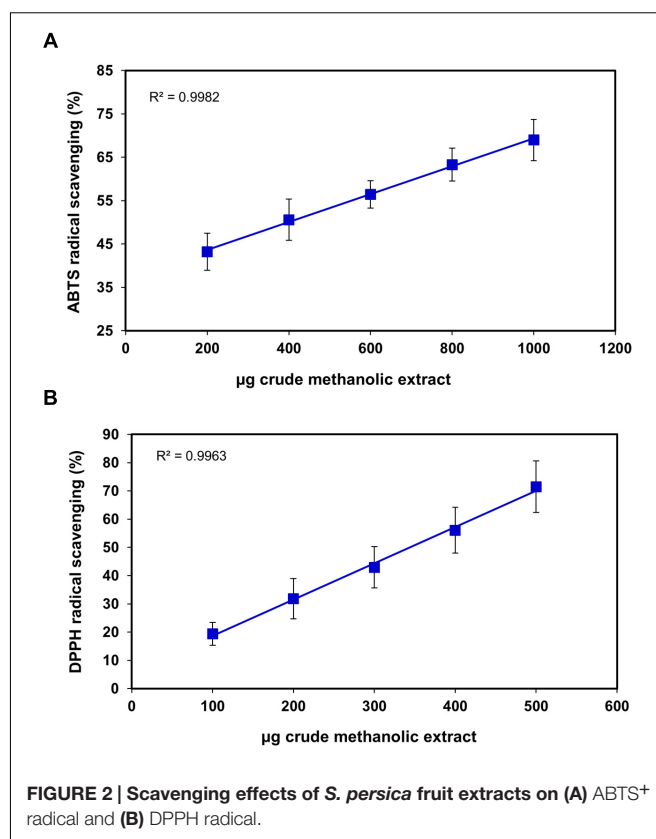 A
R² = 0.9982
ABTS radical scavenging (%)
85
75
65
55
45
35
25
0 200 400 600 800 1000 1200
µg crude methanolic extract
B
R² = 0.9963
DPPH radical scavenging (%)
90
80
70
60
50
40
30
20
10
0
0 100 200 300 400 500 600
µg crude methanolic extract
FIGURE 2 | Scavenging effects of S. persica fruit extracts on (A) ABTS+
radical and (B) DPPH radical.